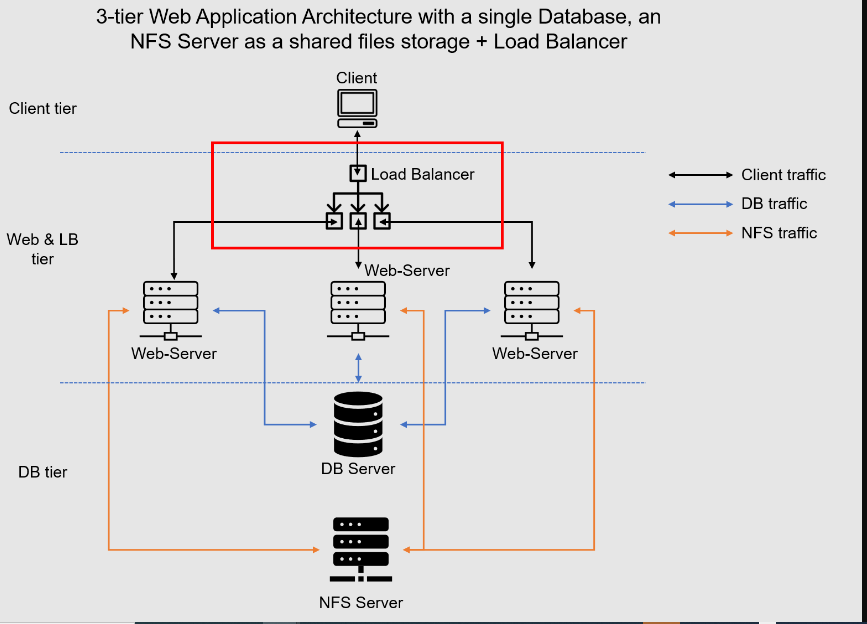 3-tier Web Application Architecture with a single Database, an
NFS Server as a shared files storage + Load Balancer
Client
Client tier
Load Balancer
Client traffic
DB traffic
NFS traffic
Web & LB
tier
Web-Server
Web-Server
Web-Server
DB Server
DB tier
NFS Server